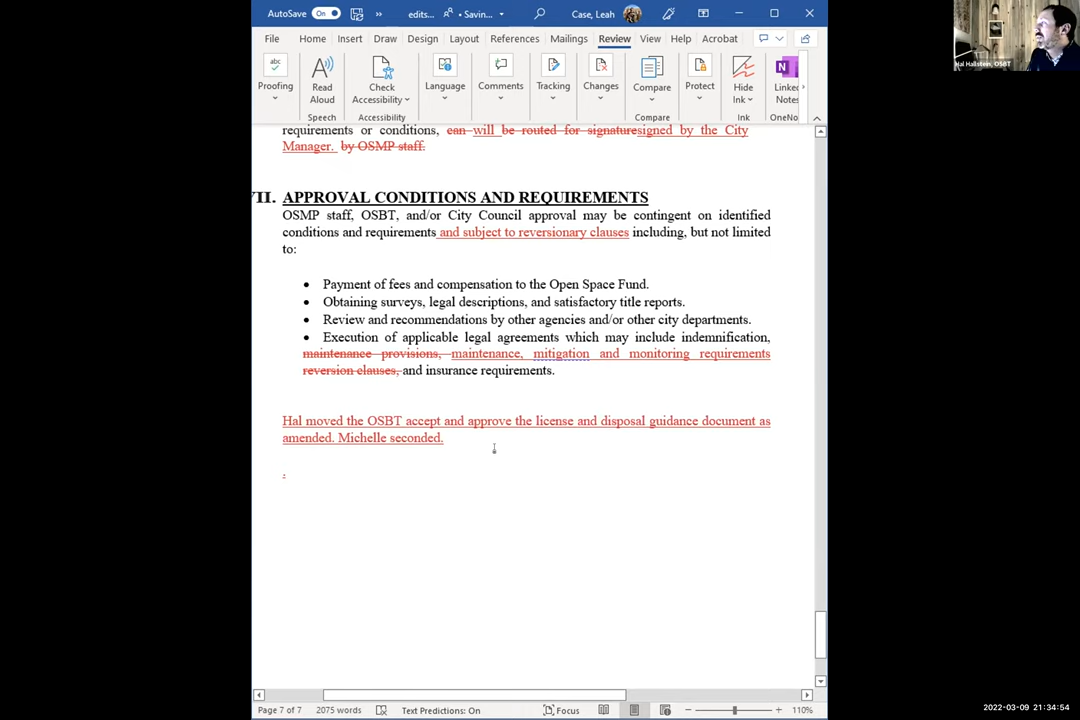 AutoSave On » edits... • Savin... Case, Leah
File Home Insert Draw Design Layout References Mailings Review View Help Acrobat
Proofing
Read Aloud
Check Accessibility
Language
Comments
Tracking
Changes
Compare
Protect
Hide Ink
Linked Notes
Speech Accessibility Compare Ink OneNo
requirements or conditions, can will be routed for signaturesigned by the City
Manager. by OSMP staff.
VII. APPROVAL CONDITIONS AND REQUIREMENTS
OSMP staff, OSBT, and/or City Council approval may be contingent on identified
conditions and requirements and subject to reversionary clauses including, but not limited
to:
• Payment of fees and compensation to the Open Space Fund.
• Obtaining surveys, legal descriptions, and satisfactory title reports.
• Review and recommendations by other agencies and/or other city departments.
• Execution of applicable legal agreements which may include indemnification,
maintenance provisions, maintenance, mitigation and monitoring requirements
reversion clauses, and insurance requirements.
Hal moved the OSBT accept and approve the license and disposal guidance document as
amended. Michelle seconded.
.
Page 7 of 7 2075 words Text Predictions: On Focus 110%
Hal Hallstein, OSBT
2022-03-09 21:34:54